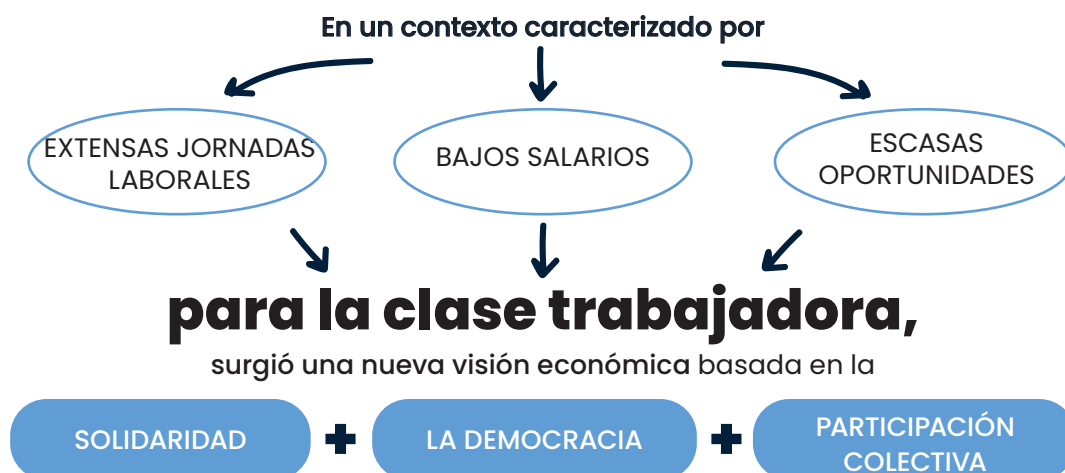 En un contexto caracterizado por
EXTENSAS JORNADAS
LABORALES
BAJOS SALARIOS
ESCASAS
OPORTUNIDADES
para la clase trabajadora,
surgió una nueva visión económica basada en la
SOLIDARIDAD + LA DEMOCRACIA + PARTICIPACIÓN
COLECTIVA